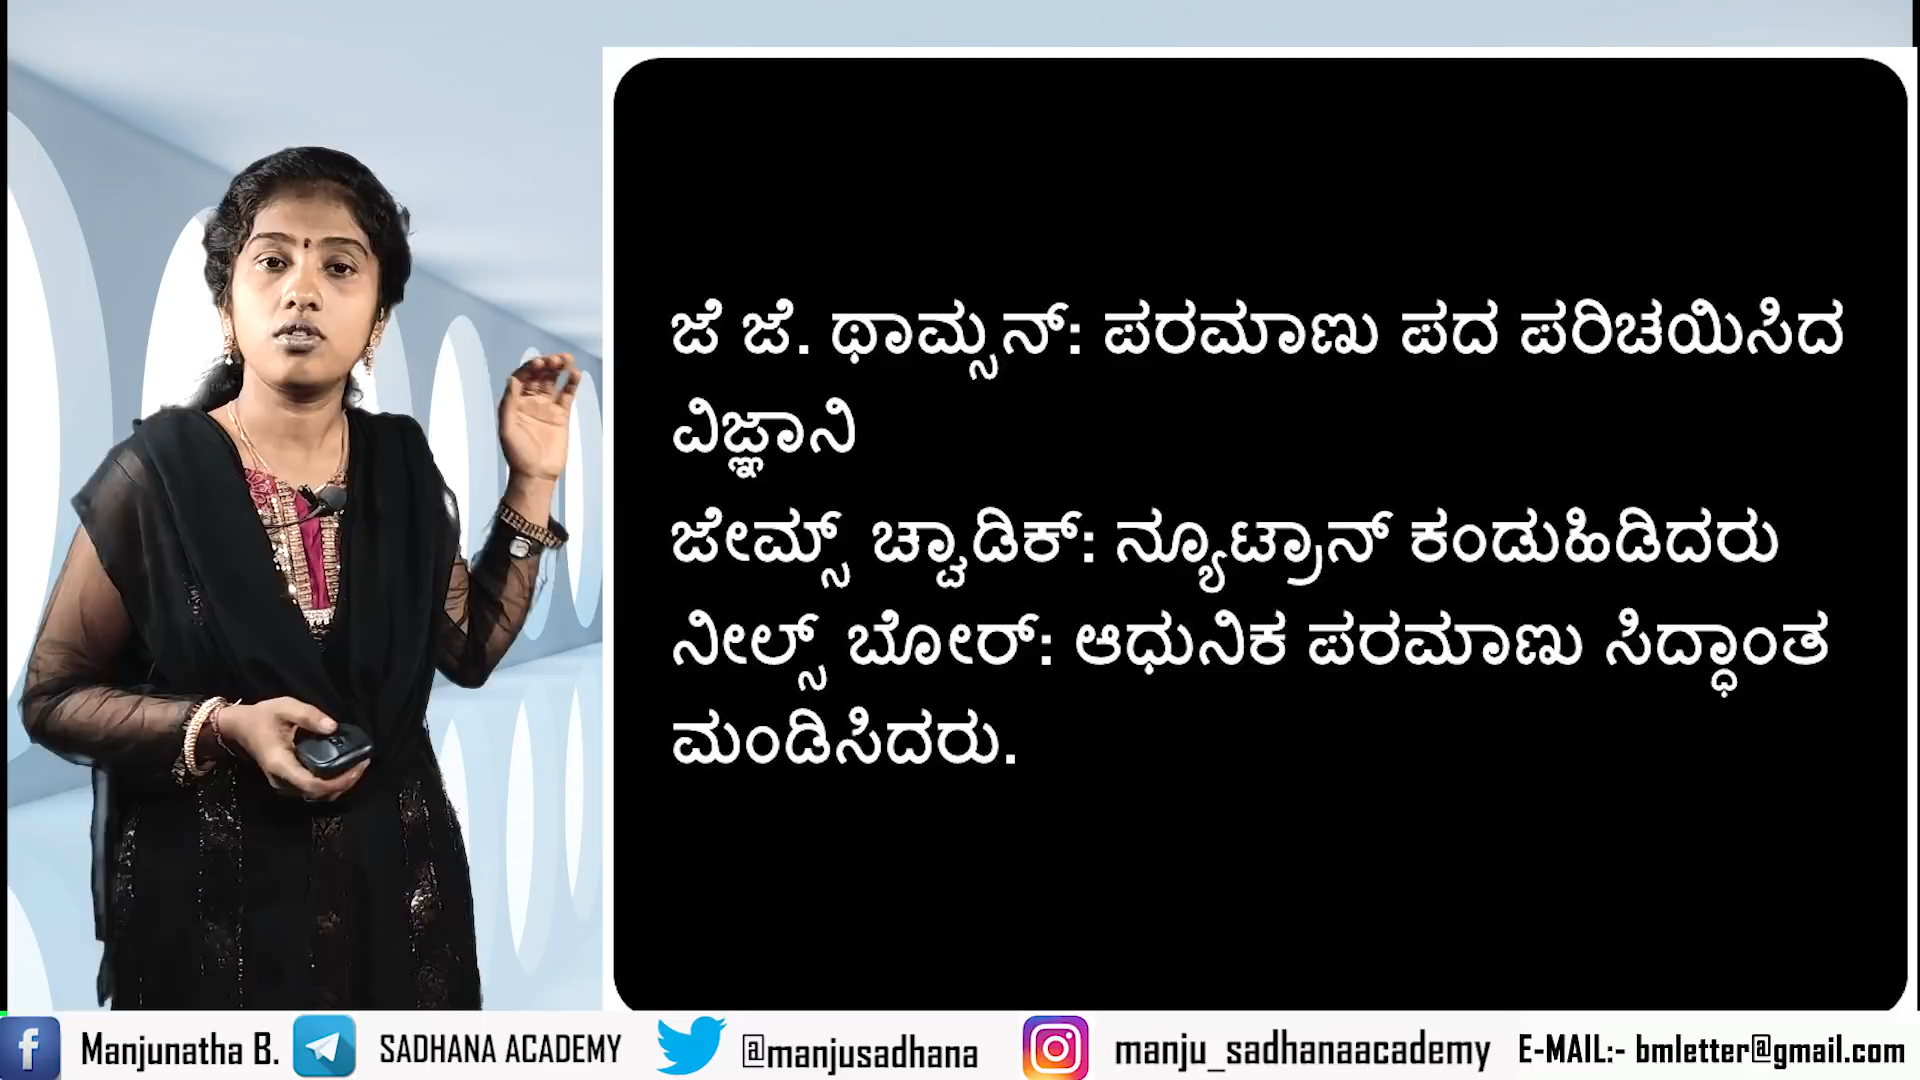 ಜೆ ಜೆ. ಥಾಮ್ಸನ್: ಪರಮಾಣು ಪದ ಪರಿಚಯಿಸಿದ
ವಿಜ್ಞಾನಿ
ಜೇಮ್ಸ್ ಚ್ವಾಡಿಕ್: ನ್ಯೂಟ್ರಾನ್ ಕಂಡುಹಿಡಿದರು
ನೀಲ್ಸ್ ಬೋರ್: ಆಧುನಿಕ ಪರಮಾಣು ಸಿದ್ಧಾಂತ
ಮಂಡಿಸಿದರು.
Manjunatha B. SADHANA ACADEMY @manjusadhana manju_sadhanaacademy E-MAIL:- bmletter@gmail.com